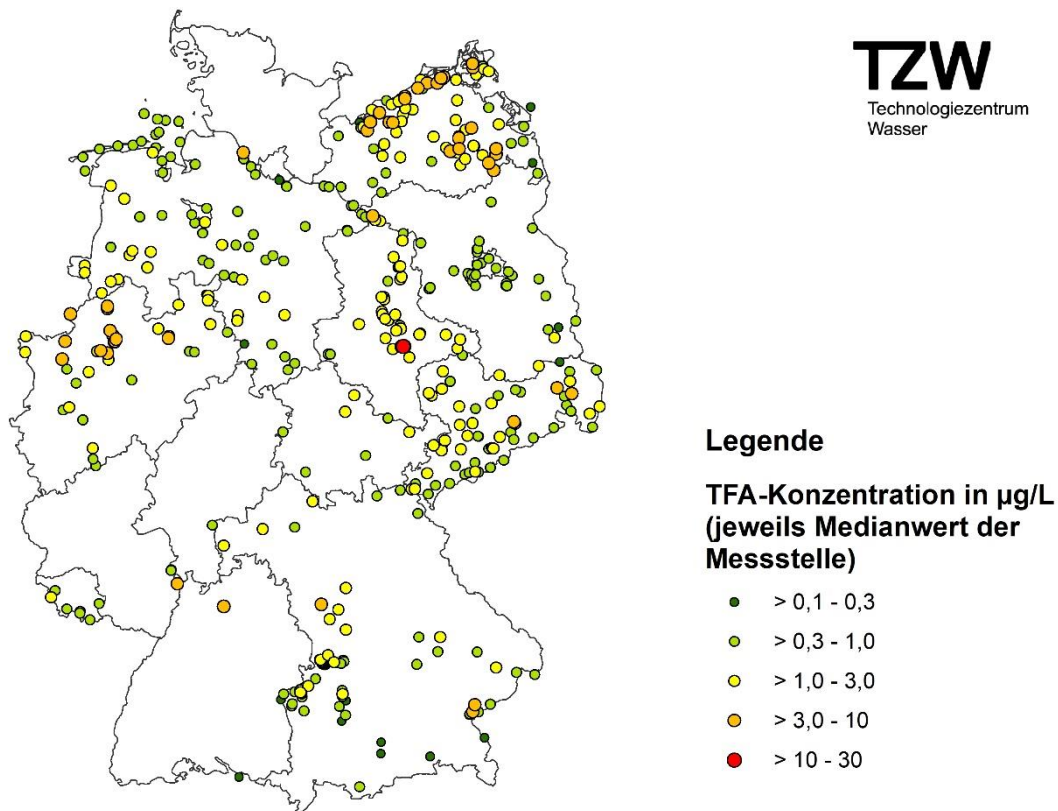 TZW
Technologiezentrum
Wasser
Legende
TFA-Konzentration in µg/L
(jeweils Medianwert der
Messstelle)
> 0,1 - 0,3
> 0,3 - 1,0
> 1,0 - 3,0
> 3,0 - 10
> 10 - 30